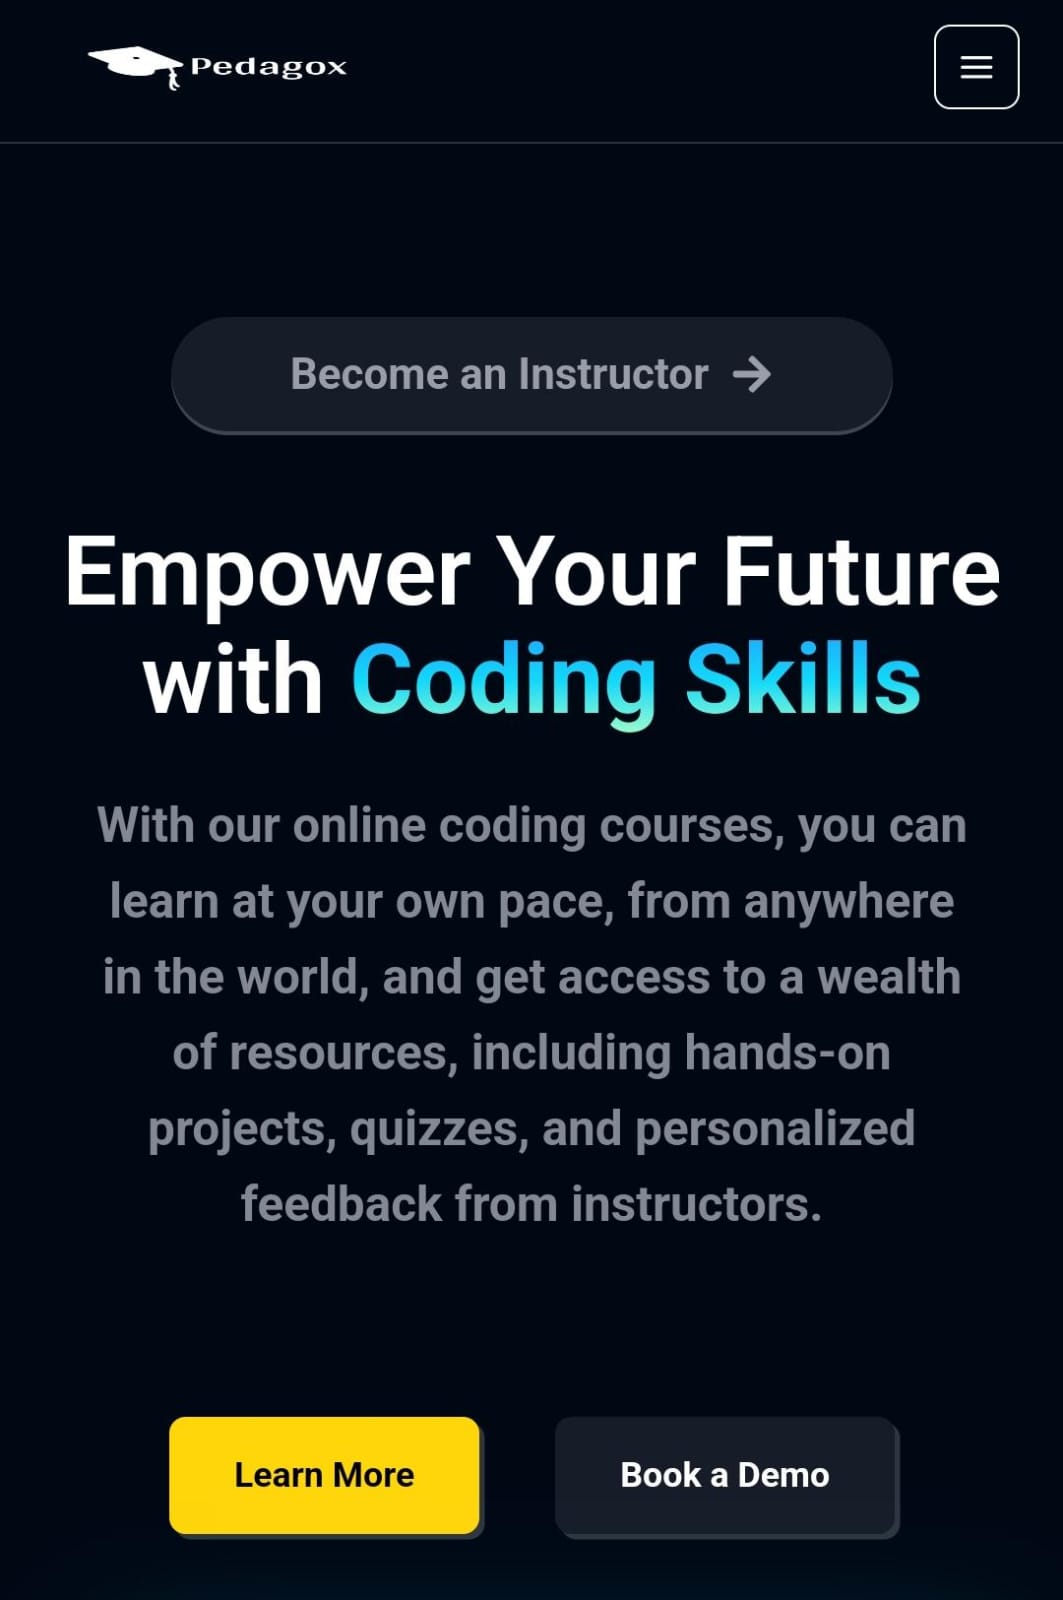 Pedagox
Become an Instructor
Empower Your Future
with Coding Skills
With our online coding courses, you can
learn at your own pace, from anywhere
in the world, and get access to a wealth
of resources, including hands-on
projects, quizzes, and personalized
feedback from instructors.
Learn More
Book a Demo